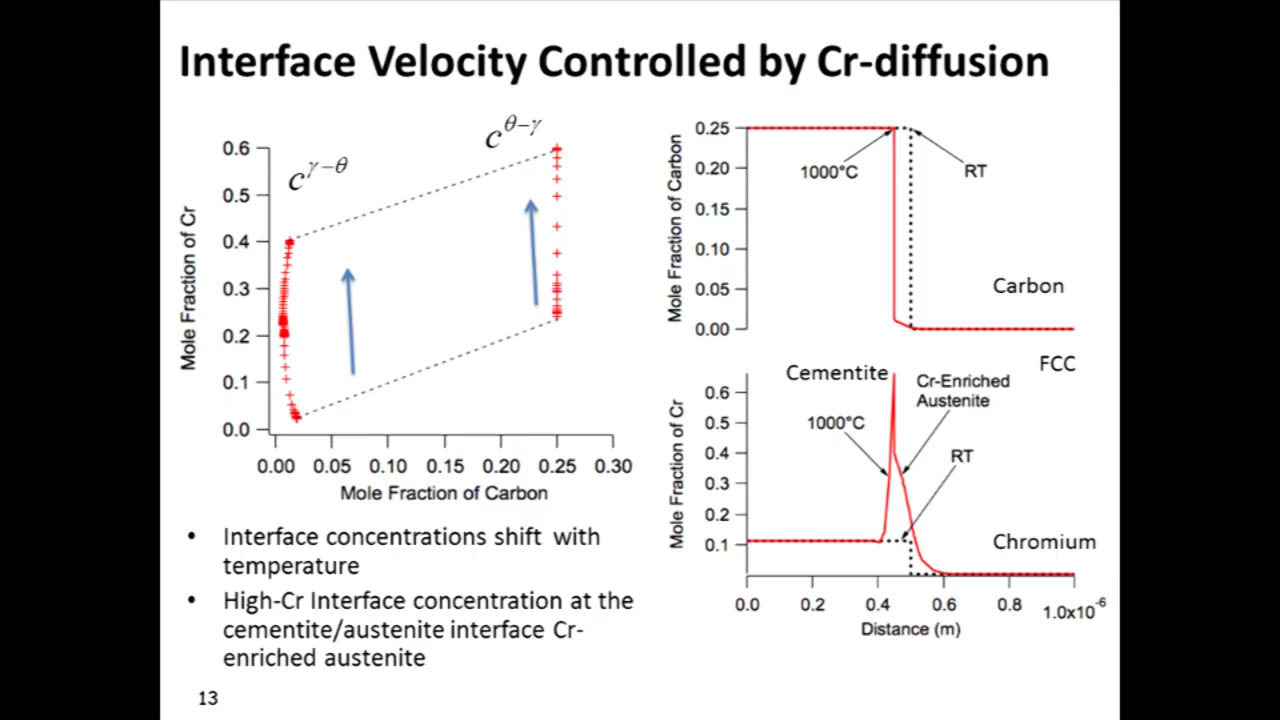 Interface Velocity Controlled by Cr-diffusion
c^{γ−θ}
c^{θ−γ}
0.6
0.5
0.4
0.3
0.2
0.1
0.0
Mole Fraction of Cr
0.00 0.05 0.10 0.15 0.20 0.25 0.30
Mole Fraction of Carbon
0.25
0.20
0.15
0.10
0.05
0.00
Mole Fraction of Carbon
1000°C
RT
Carbon
FCC
Cementite
Cr-Enriched
Austenite
1000°C
RT
0.6
0.5
0.4
0.3
0.2
0.1
Mole Fraction of Cr
Chromium
0.0 0.2 0.4 0.6 0.8 1.0x10^{-6}
Distance (m)
• Interface concentrations shift with
temperature
• High-Cr Interface concentration at the
cementite/austenite interface Cr-
enriched austenite
13